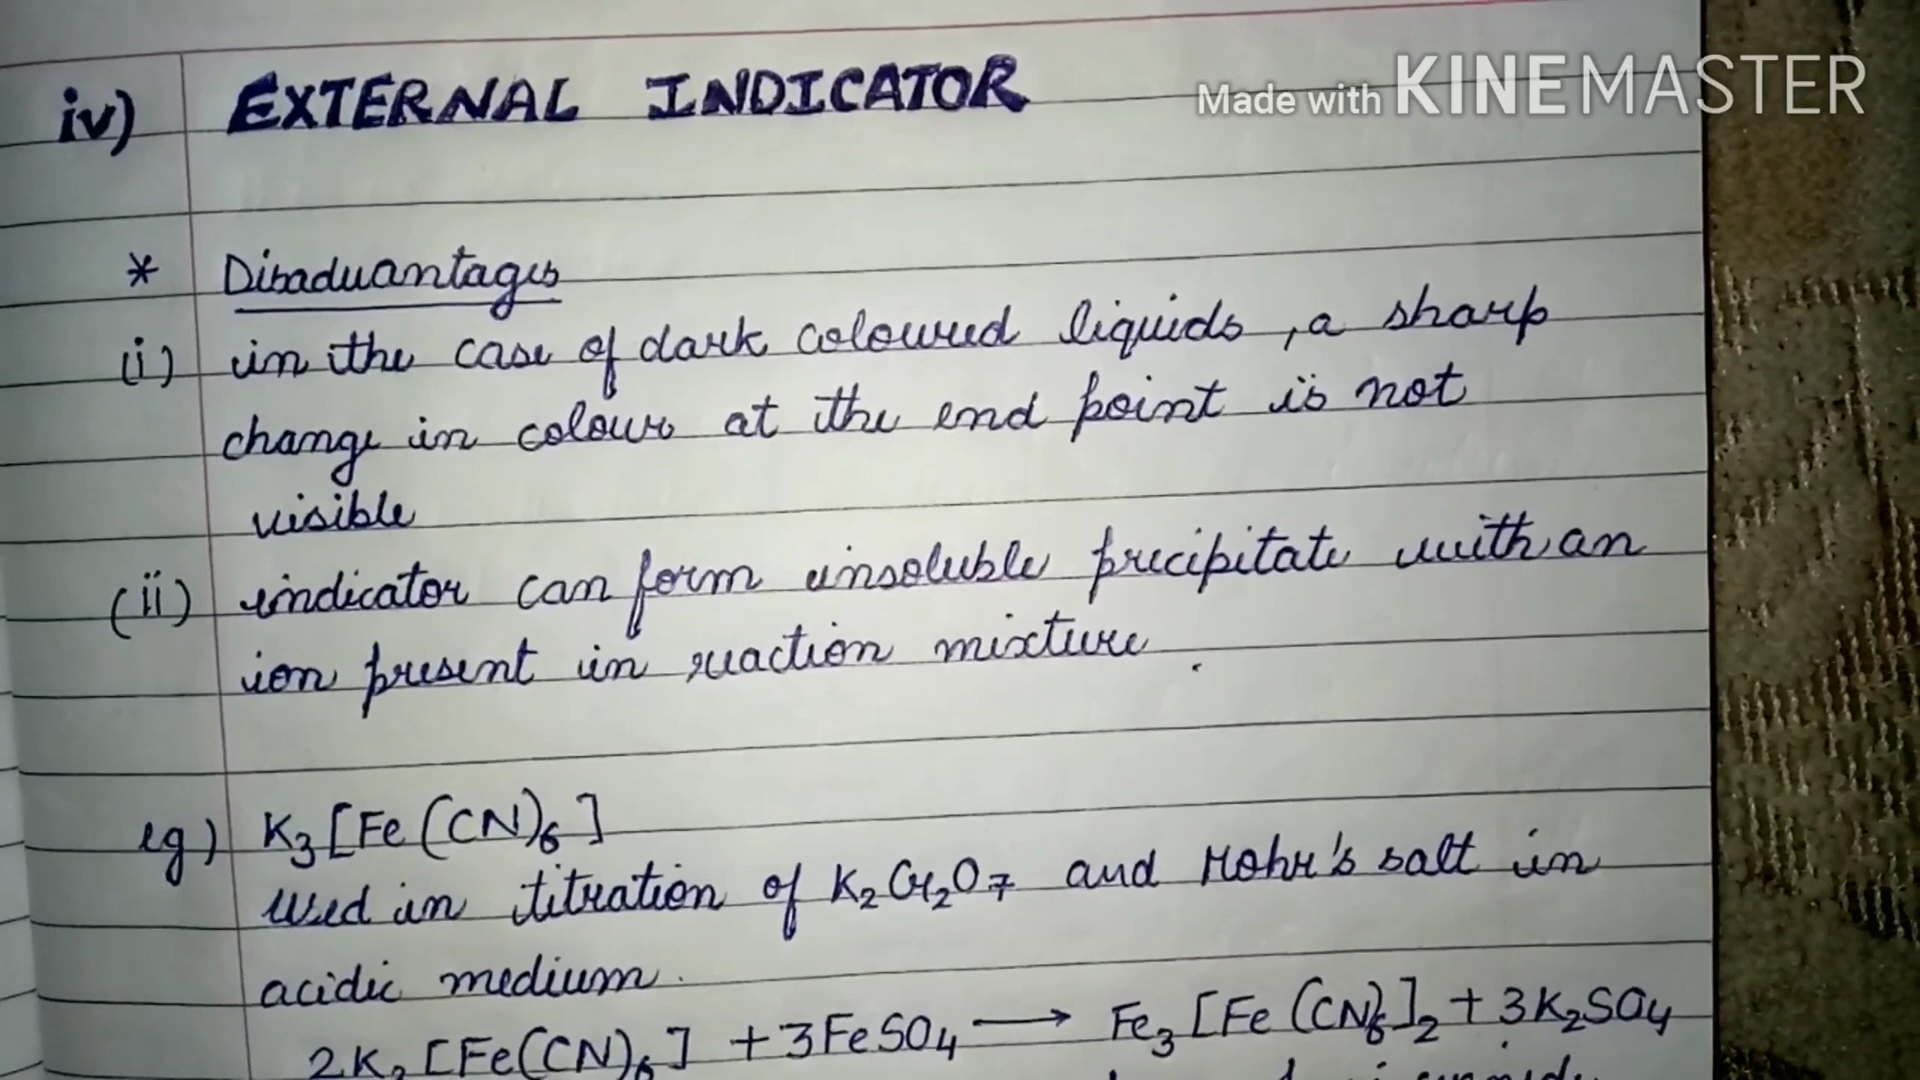 iv) EXTERNAL INDICATOR
Made with KINEMASTER
* Disadvantages
(i) in the case of dark coloured liquids, a sharp
change in colour at the end point is not
visible
(ii) indicator can form insoluble precipitate with an
ion present in reaction mixture
eg) K₃[Fe(CN)₆]
Used in titration of K₂Cr₂O₇ and Mohr's salt in
acidic medium.
2K₃[Fe(CN)₆] + 3FeSO₄ → Fe₃[Fe(CN)₆]₂ + 3K₂SO₄